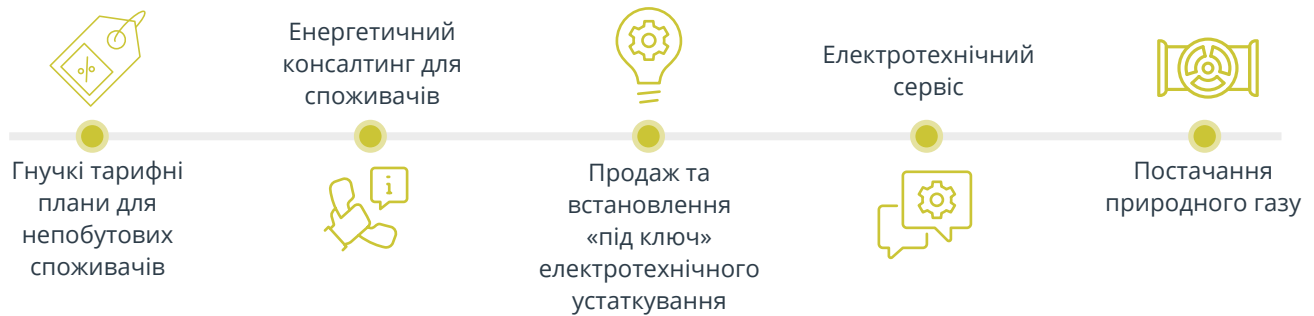 Гнучкі тарифні
плани для
непобутових
споживачів
Енергетичний
консалтинг для
споживачів
i
Продаж та
встановлення
«під ключ»
електротехнічного
устаткування
Електротехнічний
сервіс
Постачання
природного газу